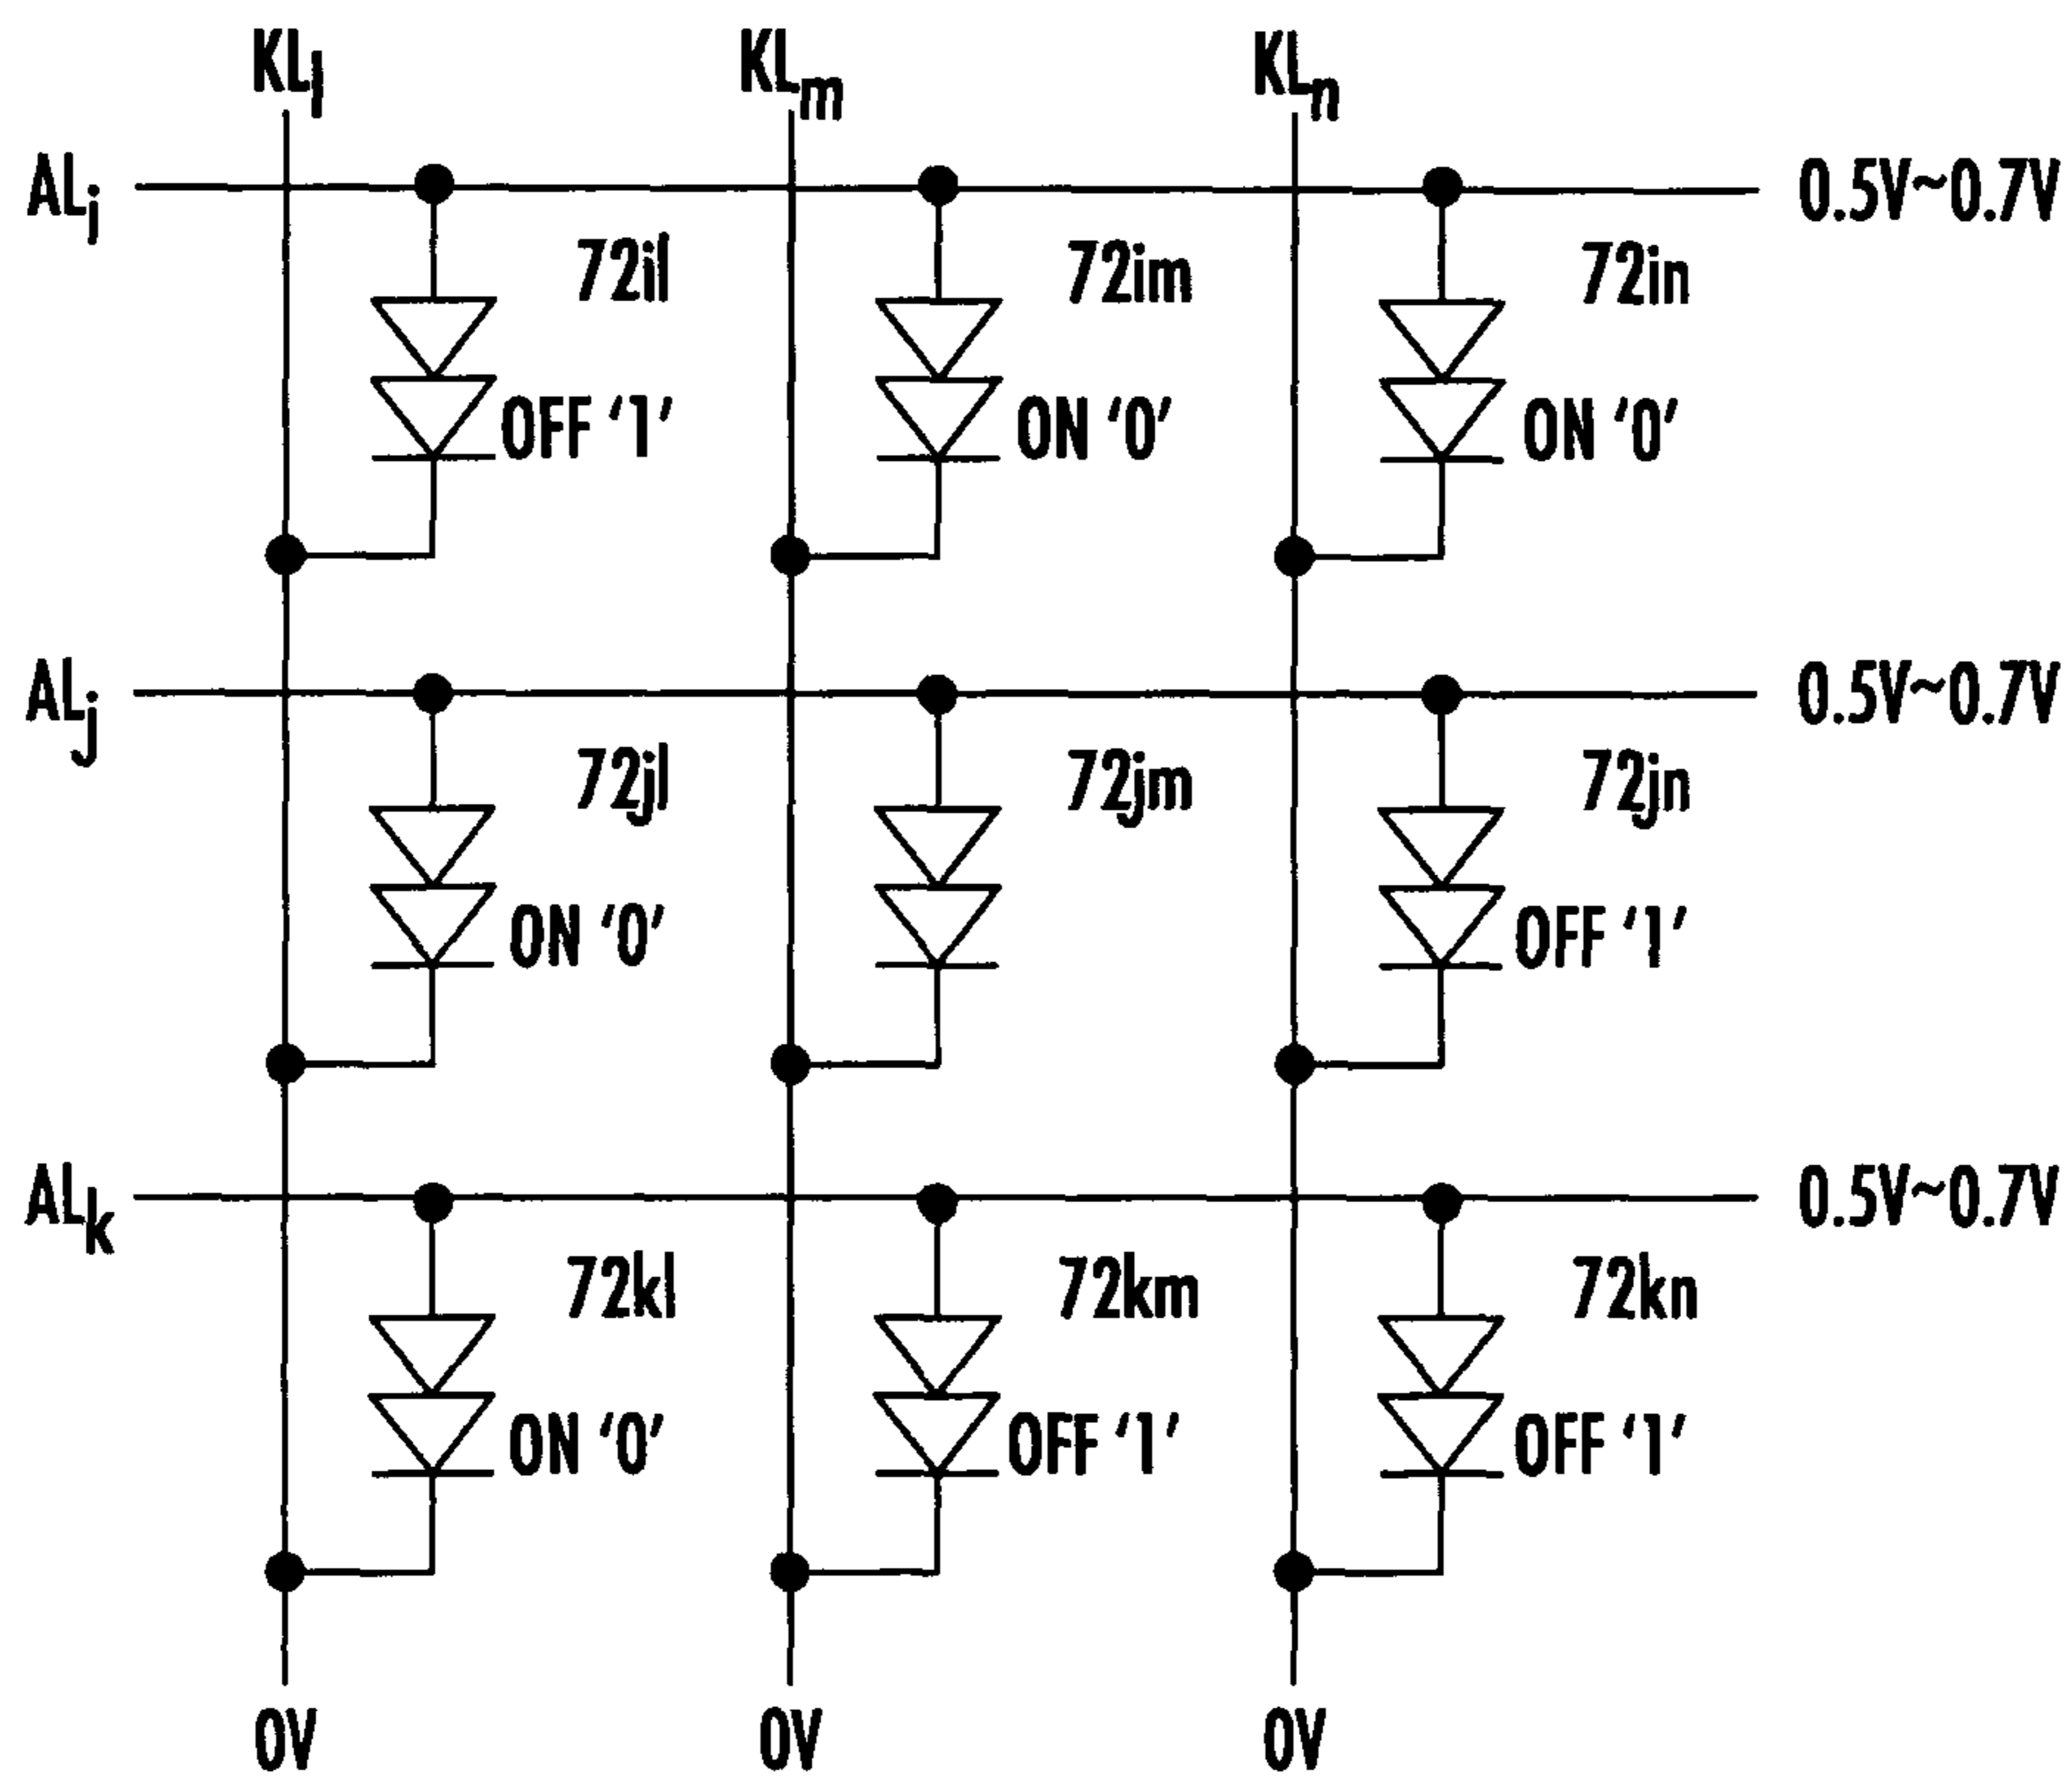 KLl KLm KLn
ALi 0.5V~0.7V
72il 72im 72in
OFF '1' ON '0' ON '0'
ALj 0.5V~0.7V
72jl 72jm 72jn
ON '0' OFF '1'
ALk 0.5V~0.7V
72kl 72km 72kn
ON '0' OFF '1' OFF '1'
0V 0V 0V